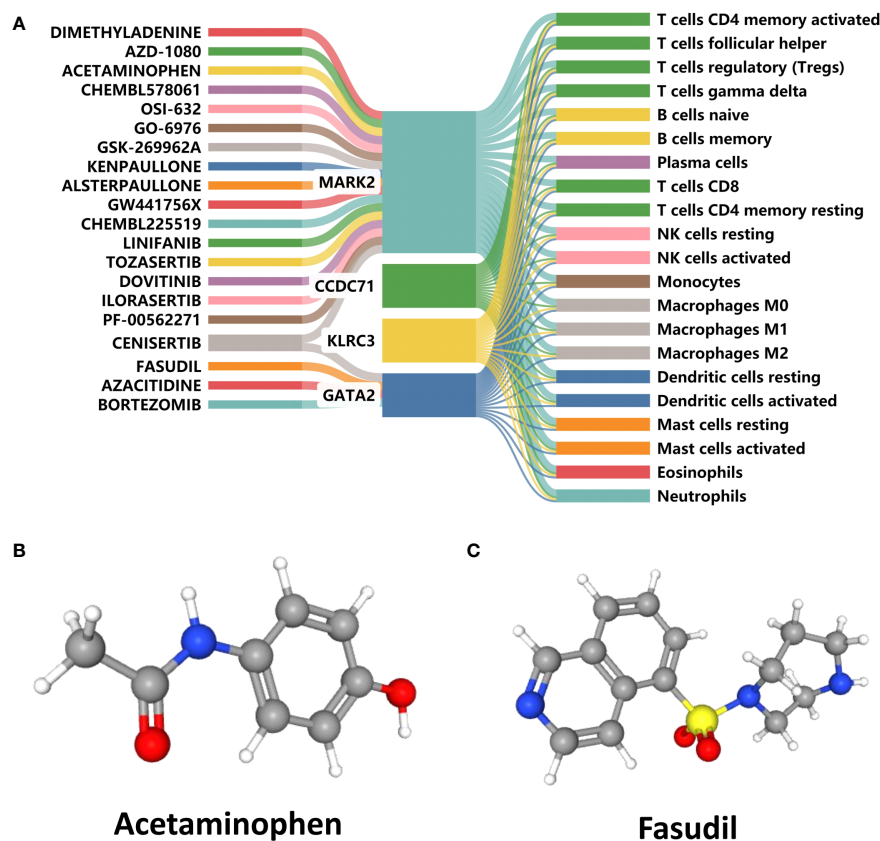 A
DIMETHYLADENINE
AZD-1080
ACETAMINOPHEN
CHEMBL578061
OSI-632
GO-6976
GSK-269962A
KENPAULLONE
ALSTERPAULLONE
GW441756X
CHEMBL225519
LINIFANIB
TOZASERTIB
DOVITINIB
ILORASERTIB
PF-00562271
CENISERTIB
FASUDIL
AZACITIDINE
BORTEZOMIB
MARK2
CCDC71
KLRC3
GATA2
T cells CD4 memory activated
T cells follicular helper
T cells regulatory (Tregs)
T cells gamma delta
B cells naive
B cells memory
Plasma cells
T cells CD8
T cells CD4 memory resting
NK cells resting
NK cells activated
Monocytes
Macrophages M0
Macrophages M1
Macrophages M2
Dendritic cells resting
Dendritic cells activated
Mast cells resting
Mast cells activated
Eosinophils
Neutrophils
B
Acetaminophen
C
Fasudil